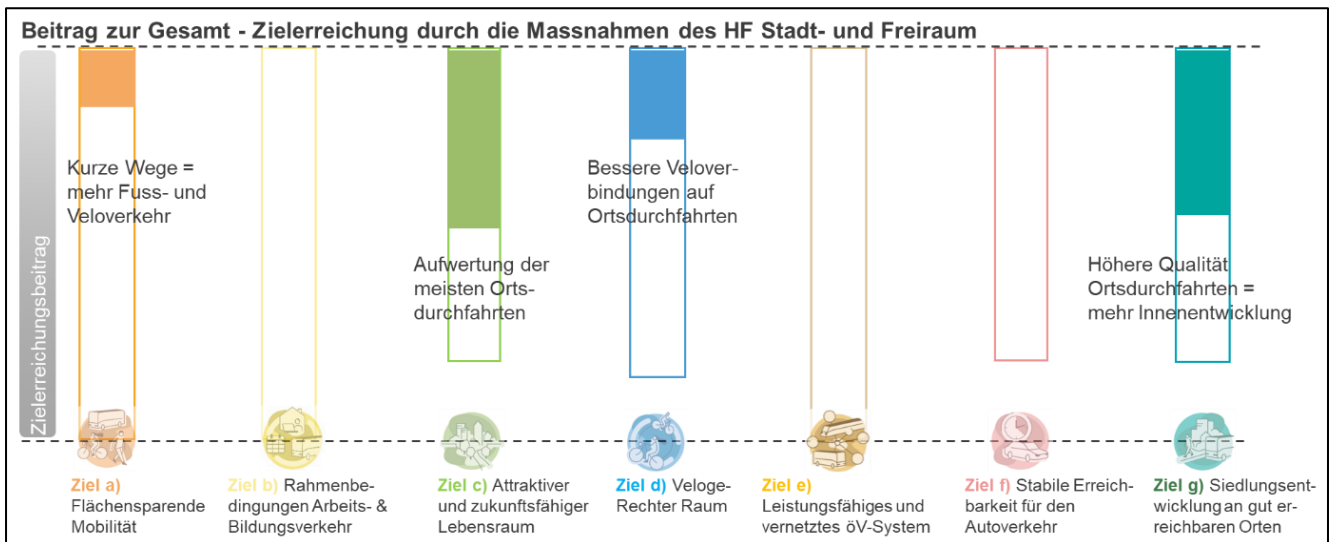 Beitrag zur Gesamt - Zielerreichung durch die Massnahmen des HF Stadt- und Freiraum
Zielerreichungsbeitrag
Kurze Wege =
mehr Fuss- und
Veloverkehr
Aufwertung der
meisten Orts-
durchfahrten
Bessere Velover-
bindungen auf
Ortsdurchfahrten
Höhere Qualität
Ortsdurchfahrten =
mehr Innenentwicklung
Ziel a)
Flächensparende
Mobilität
Ziel b) Rahmenbe-
dingungen Arbeits- &
Bildungsverkehr
Ziel c) Attraktiver
und zukunftsfähiger
Lebensraum
Ziel d) Veloge-
Rechter Raum
Ziel e)
Leistungsfähiges und
vernetztes öV-System
Ziel f) Stabile Erreich-
barkeit für den
Autoverkehr
Ziel g) Siedlungsent-
wicklung an gut er-
reichbaren Orten